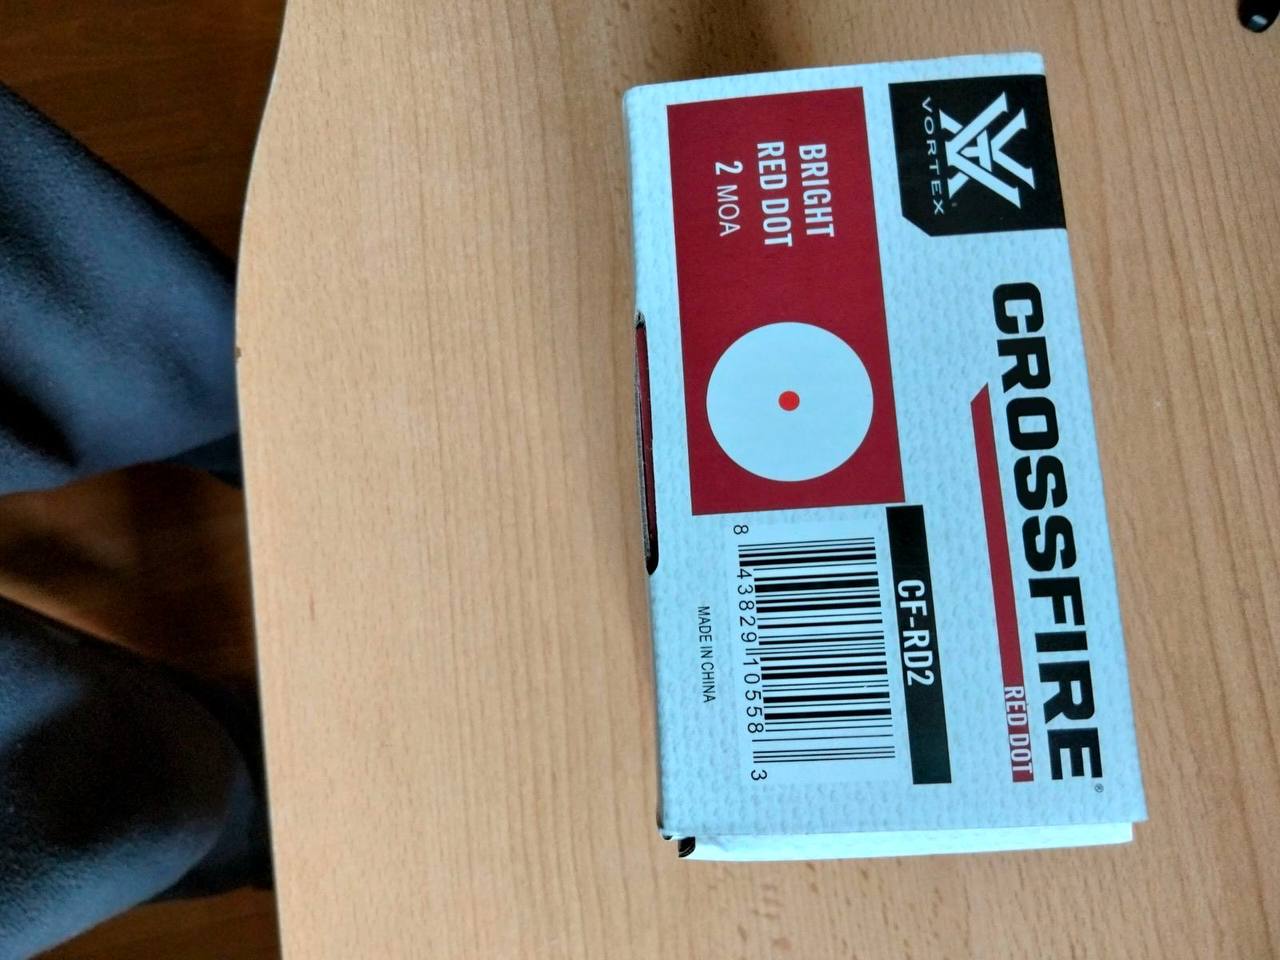 VORTEX
CROSSFIRE®
RED DOT
BRIGHT
RED DOT
2 MOA
CF-RD2
8 43829 10558 3
MADE IN CHINA